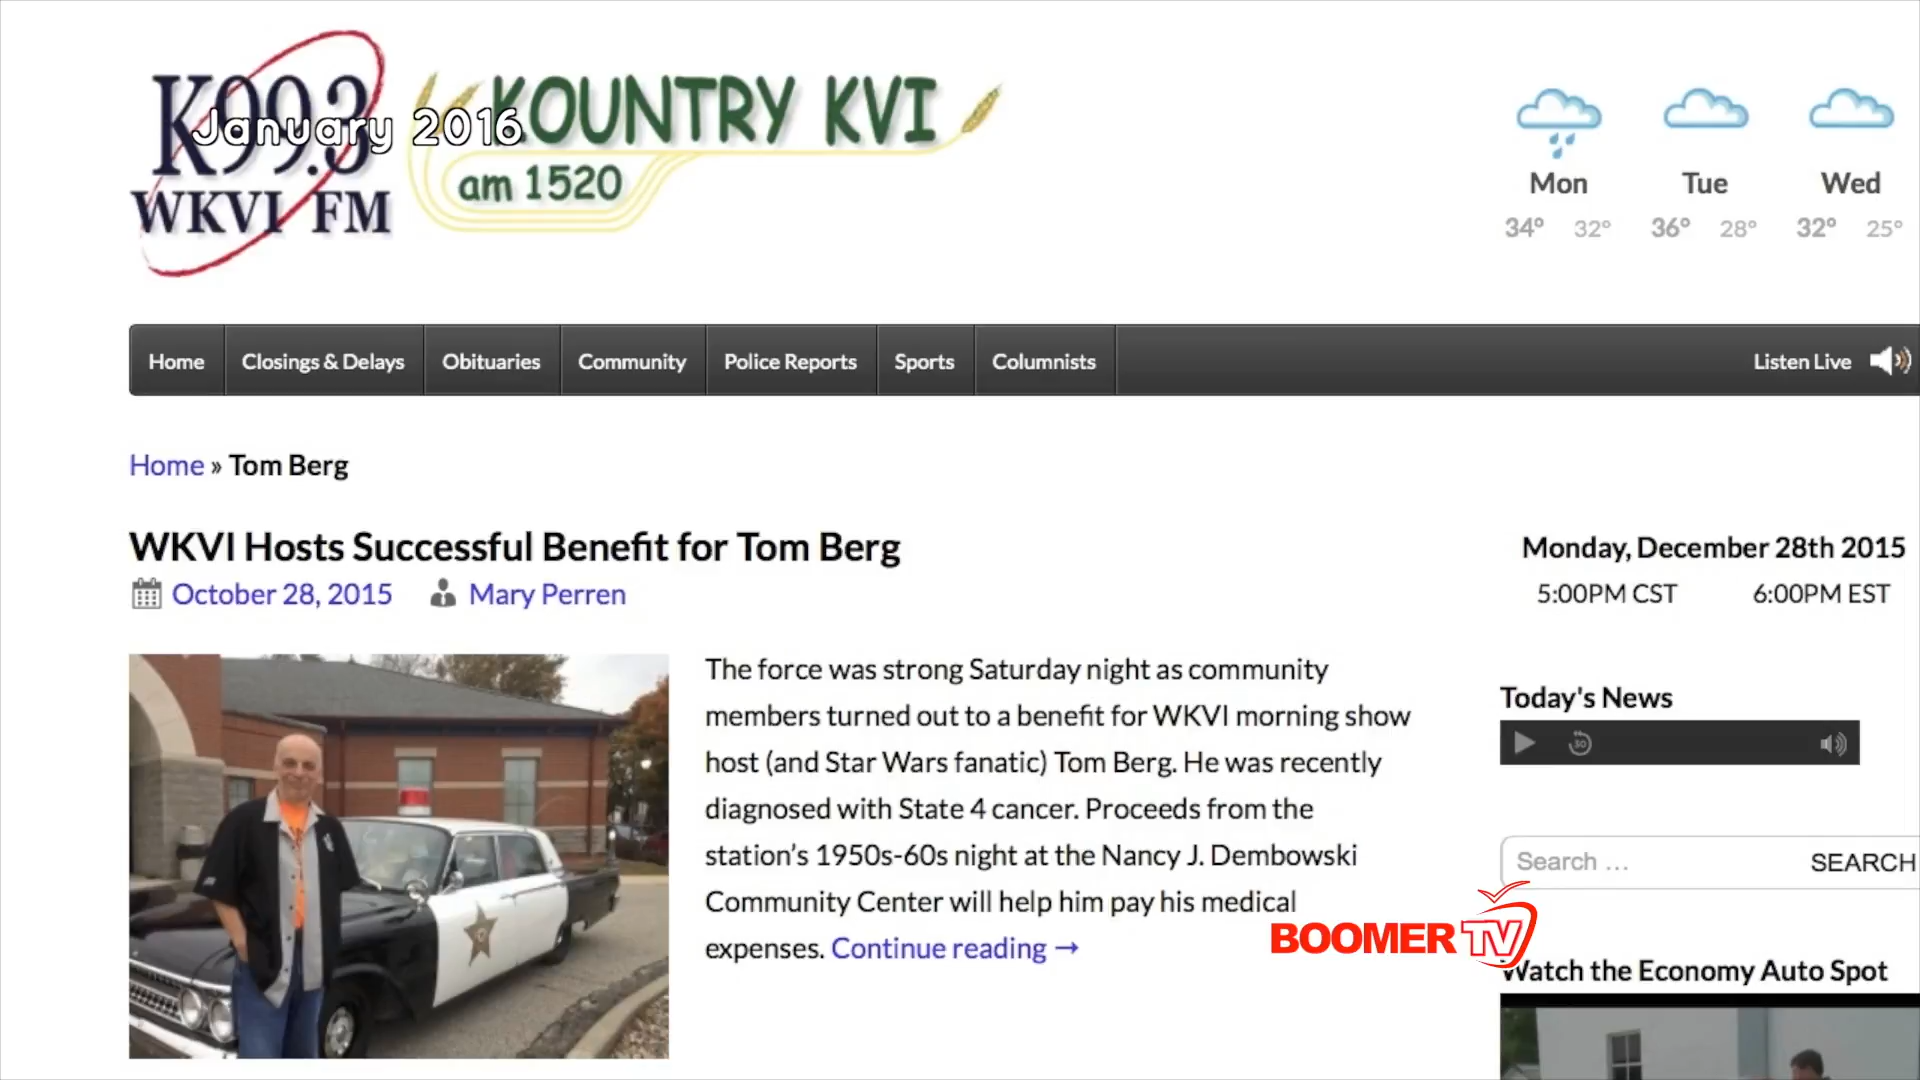 K99.3
WKVI FM
January 2016
KOUNTRY KVI
am 1520
Mon
Tue
Wed
34° 32°
36° 28°
32° 25°
Home
Closings & Delays
Obituaries
Community
Police Reports
Sports
Columnists
Listen Live
Home » Tom Berg
WKVI Hosts Successful Benefit for Tom Berg
October 28, 2015 Mary Perren
The force was strong Saturday night as community
members turned out to a benefit for WKVI morning show
host (and Star Wars fanatic) Tom Berg. He was recently
diagnosed with State 4 cancer. Proceeds from the
station's 1950s-60s night at the Nancy J. Dembowski
Community Center will help him pay his medical
expenses. Continue reading →
Monday, December 28th 2015
5:00PM CST 6:00PM EST
Today's News
30
Search ... SEARCH
BOOMER TV
Watch the Economy Auto Spot